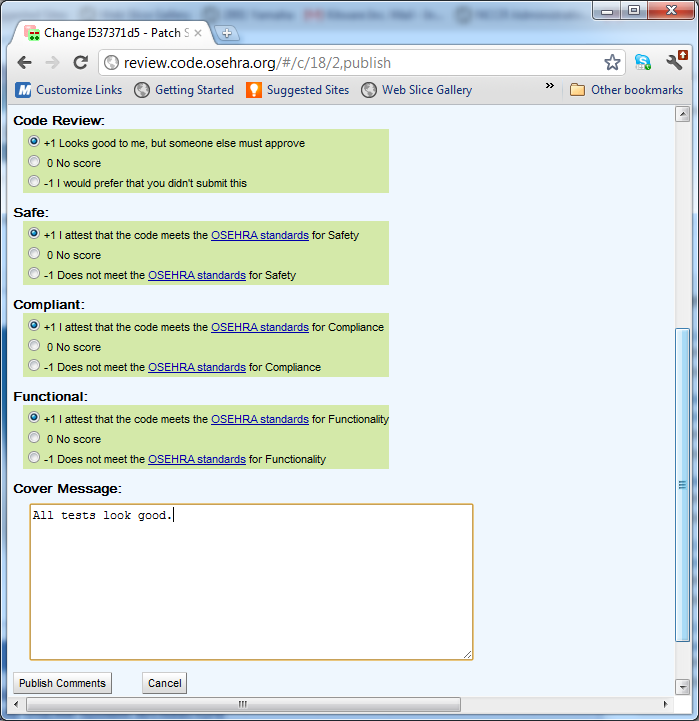 Change I537371d5 - Patch S
review.code.osehra.org/#/c/18/2,publish
Customize Links Getting Started Suggested Sites Web Slice Gallery » Other bookmarks
Code Review:
+1 Looks good to me, but someone else must approve
0 No score
-1 I would prefer that you didn't submit this
Safe:
+1 I attest that the code meets the OSEHRA standards for Safety
0 No score
-1 Does not meet the OSEHRA standards for Safety
Compliant:
+1 I attest that the code meets the OSEHRA standards for Compliance
0 No score
-1 Does not meet the OSEHRA standards for Compliance
Functional:
+1 I attest that the code meets the OSEHRA standards for Functionality
0 No score
-1 Does not meet the OSEHRA standards for Functionality
Cover Message:
All tests look good.
Publish Comments Cancel